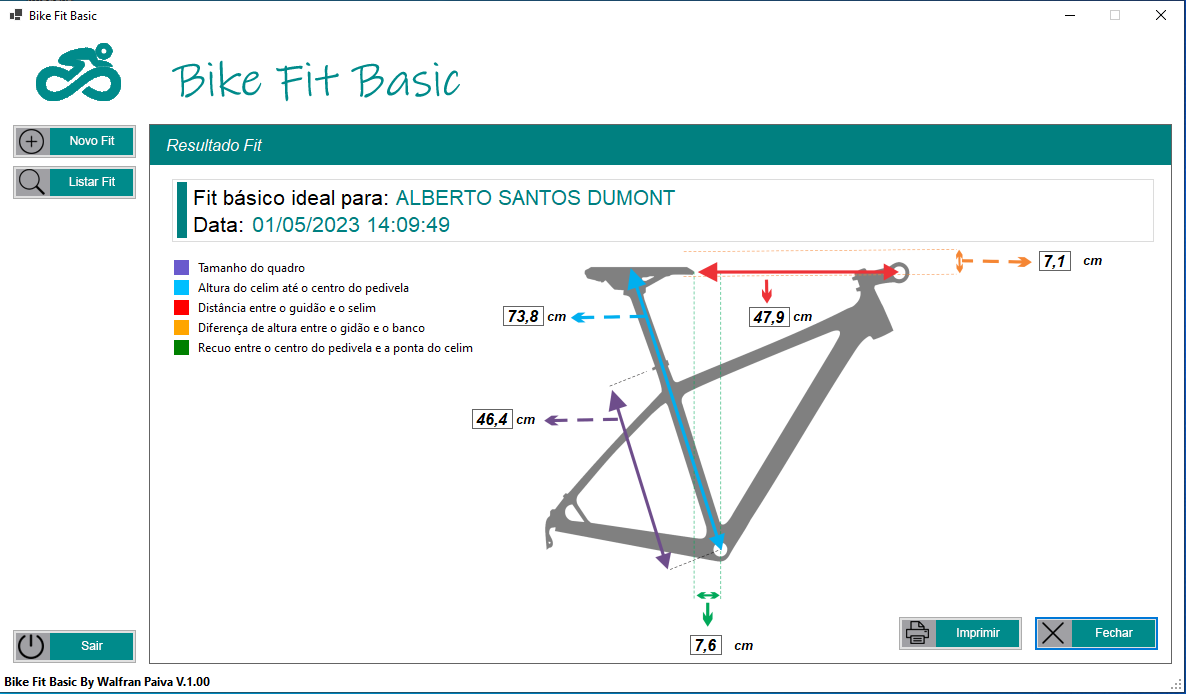 Bike Fit Basic
Bike Fit Basic
Novo Fit
Listar Fit
Resultado Fit
Fit básico ideal para: ALBERTO SANTOS DUMONT
Data: 01/05/2023 14:09:49
Tamanho do quadro
Altura do celim até o centro do pedivela
Distância entre o guidão e o selim
Diferença de altura entre o gidão e o banco
Recuo entre o centro do pedivela e a ponta do celim
7,1 cm
73,8 cm
47,9 cm
46,4 cm
7,6 cm
Imprimir
Fechar
Sair
Bike Fit Basic By Walfran Paiva V.1.00